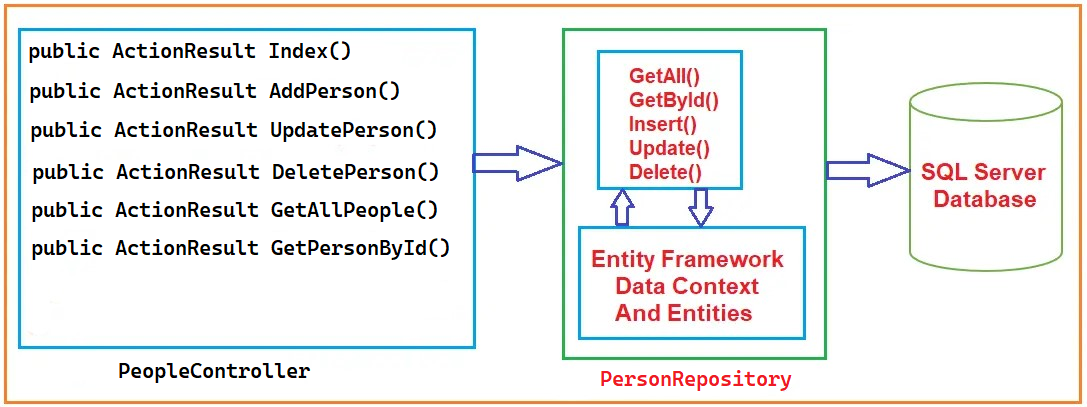 public ActionResult Index()
public ActionResult AddPerson()
public ActionResult UpdatePerson()
public ActionResult DeletePerson()
public ActionResult GetAllPeople()
public ActionResult GetPersonById()
PeopleController
GetAll()
GetById()
Insert()
Update()
Delete()
Entity Framework
Data Context
And Entities
PersonRepository
SQL Server
Database